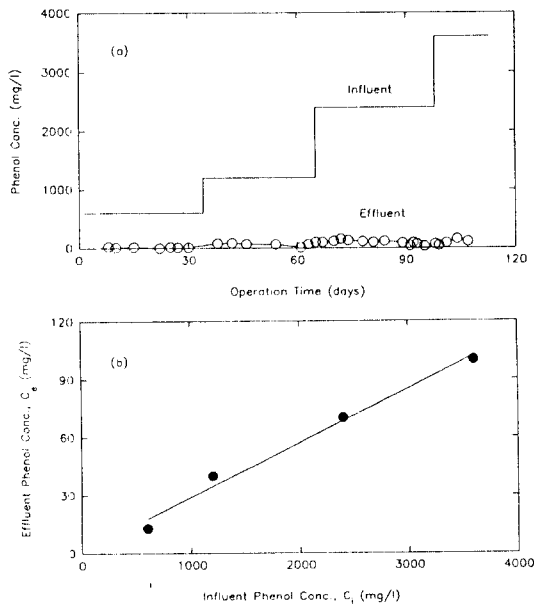 4000
3000
2000
1000
0
Phenol Conc. (mg/l)
(a)
Influent
Effluent
0
30
60
90
120
Operation Time (days)
120
90
60
30
0
Effluent Phenol Conc., Ce (mg/l)
(b)
0
1000
2000
3000
4000
Influent Phenol Conc., Ci (mg/l)